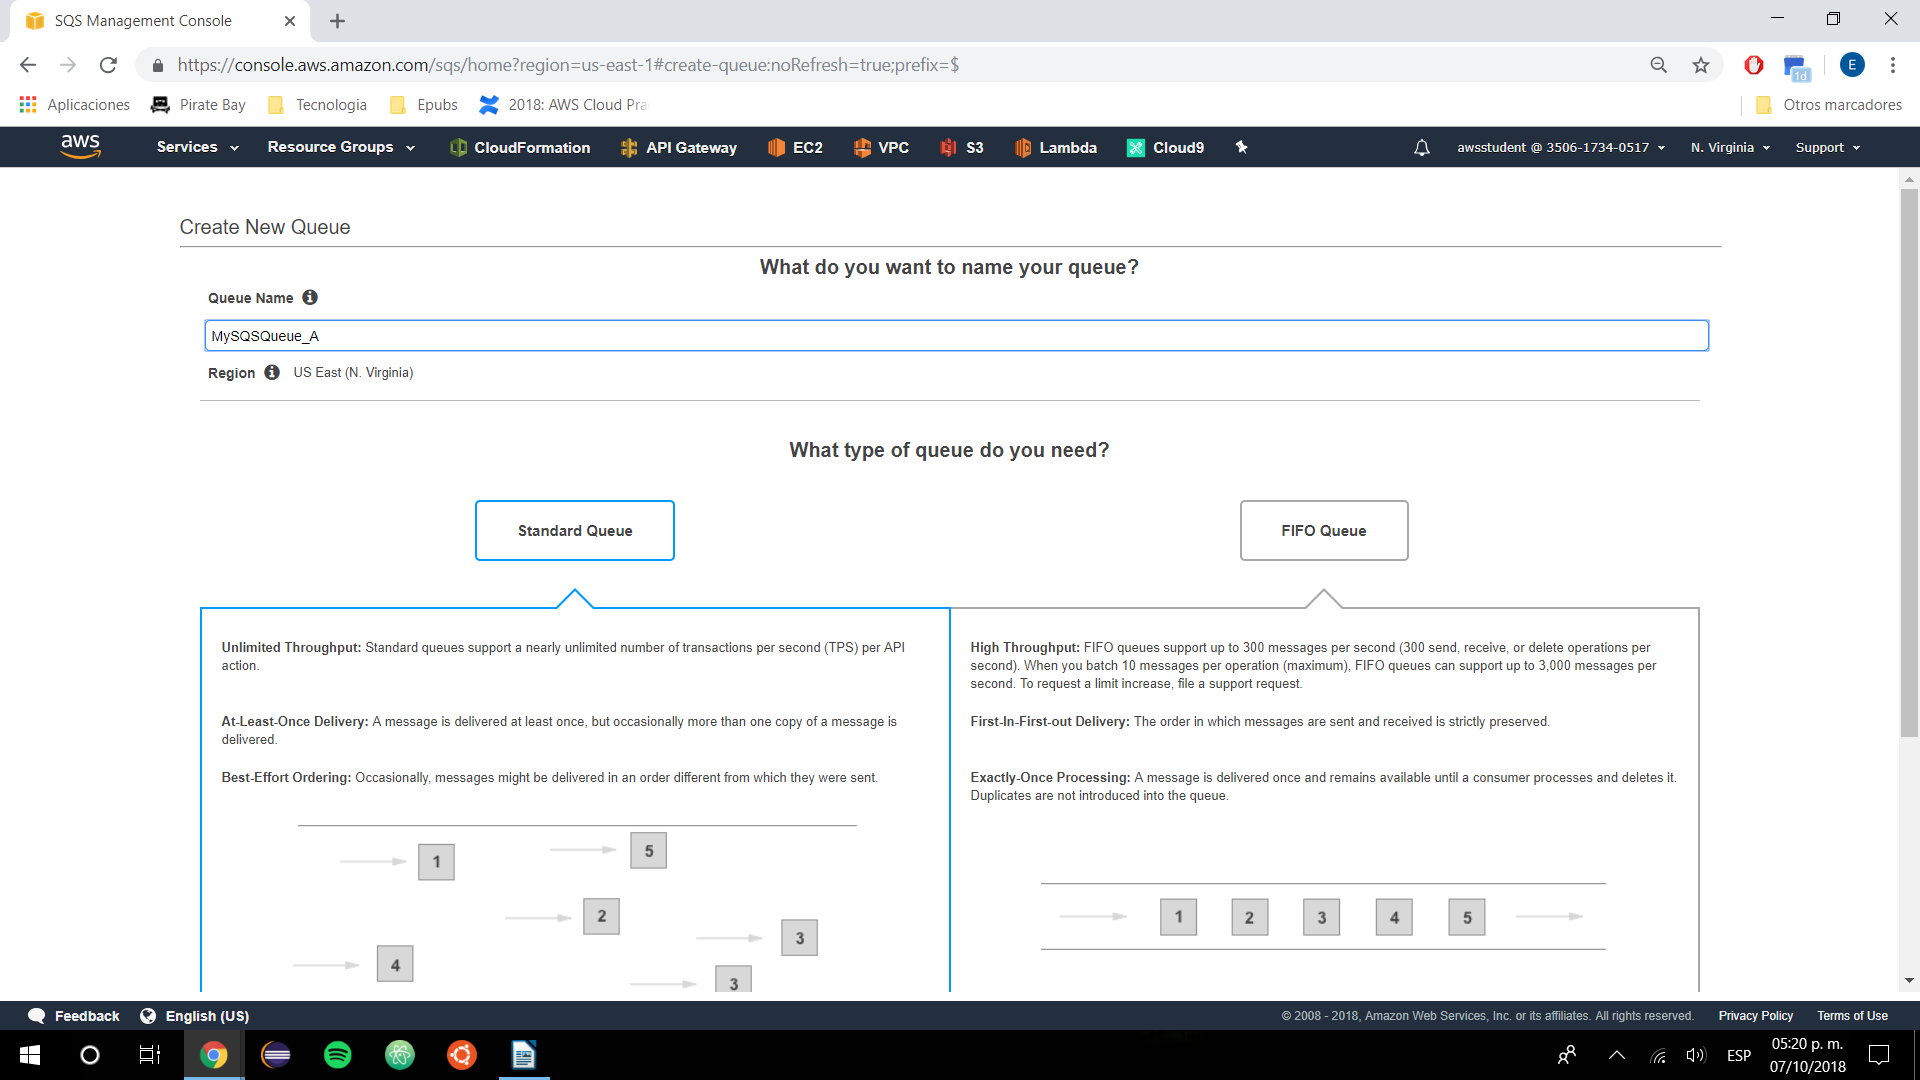 SQS Management Console
https://console.aws.amazon.com/sqs/home?region=us-east-1#create-queue:noRefresh=true;prefix=$
E
1d
Aplicaciones Pirate Bay Tecnologia Epubs 2018: AWS Cloud Pra Otros marcadores
aws Services Resource Groups CloudFormation API Gateway EC2 VPC S3 Lambda Cloud9 awsstudent @ 3506-1734-0517 N. Virginia Support
Create New Queue
What do you want to name your queue?
Queue Name
MySQSQueue_A
Region US East (N. Virginia)
What type of queue do you need?
Standard Queue
FIFO Queue
Unlimited Throughput: Standard queues support a nearly unlimited number of transactions per second (TPS) per API
action.
At-Least-Once Delivery: A message is delivered at least once, but occasionally more than one copy of a message is
delivered.
Best-Effort Ordering: Occasionally, messages might be delivered in an order different from which they were sent.
1
5
2
3
4
3
High Throughput: FIFO queues support up to 300 messages per second (300 send, receive, or delete operations per
second). When you batch 10 messages per operation (maximum), FIFO queues can support up to 3,000 messages per
second. To request a limit increase, file a support request.
First-In-First-out Delivery: The order in which messages are sent and received is strictly preserved.
Exactly-Once Processing: A message is delivered once and remains available until a consumer processes and deletes it.
Duplicates are not introduced into the queue.
1 2 3 4 5
Feedback English (US) © 2008 - 2018, Amazon Web Services, Inc. or its affiliates. All rights reserved. Privacy Policy Terms of Use
ESP
05:20 p. m.
07/10/2018